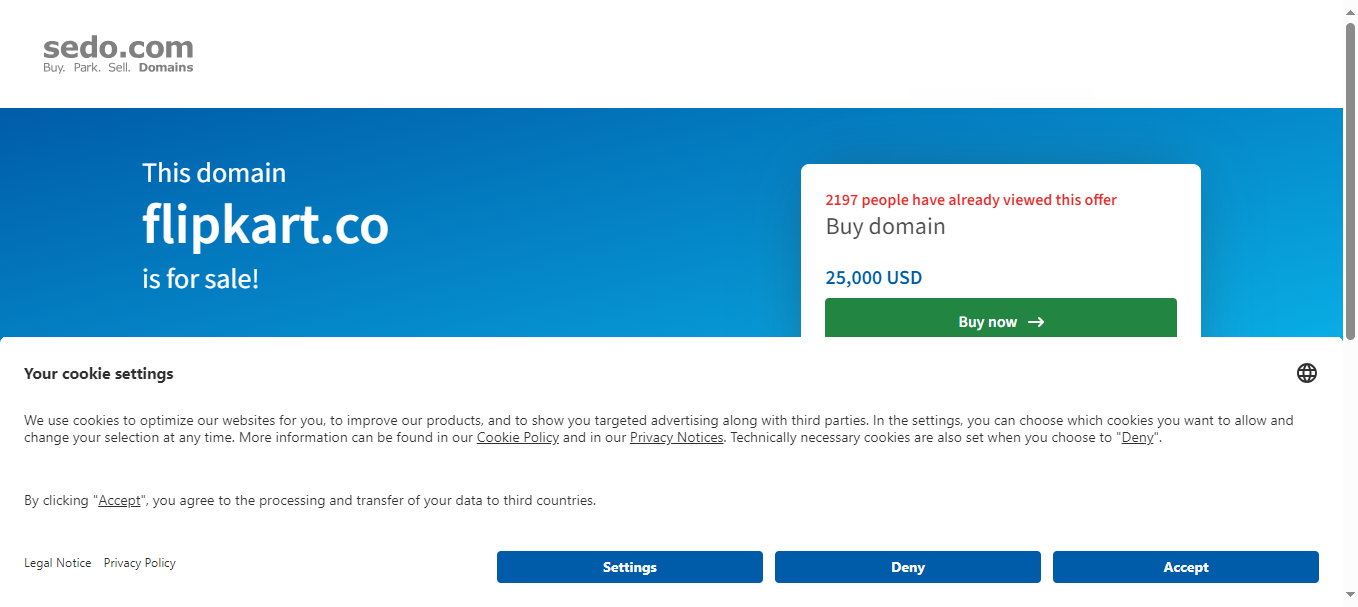 sedo.com
Buy. Park. Sell. Domains
This domain
flipkart.co
is for sale!
2197 people have already viewed this offer
Buy domain
25,000 USD
Buy now
Your cookie settings
We use cookies to optimize our websites for you, to improve our products, and to show you targeted advertising along with third parties. In the settings, you can choose which cookies you want to allow and
change your selection at any time. More information can be found in our Cookie Policy and in our Privacy Notices. Technically necessary cookies are also set when you choose to "Deny".
By clicking "Accept", you agree to the processing and transfer of your data to third countries.
Legal Notice Privacy Policy
Settings
Deny
Accept